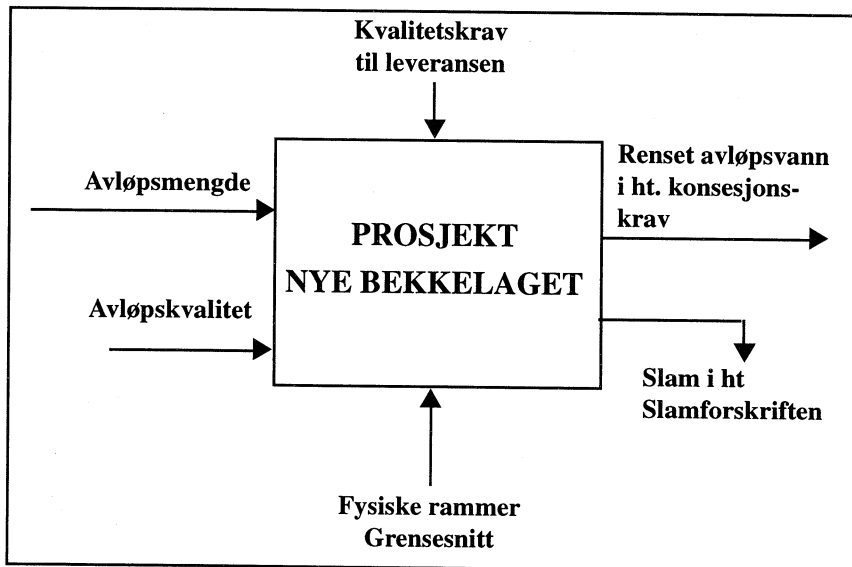 Kvalitetskrav
til leveransen
Avløpsmengde
Avløpskvalitet
PROSJEKT
NYE BEKKELAGET
Renset avløpsvann
i ht. konsesjons-
krav
Slam i ht
Slamforskriften
Fysiske rammer
Grensesnitt